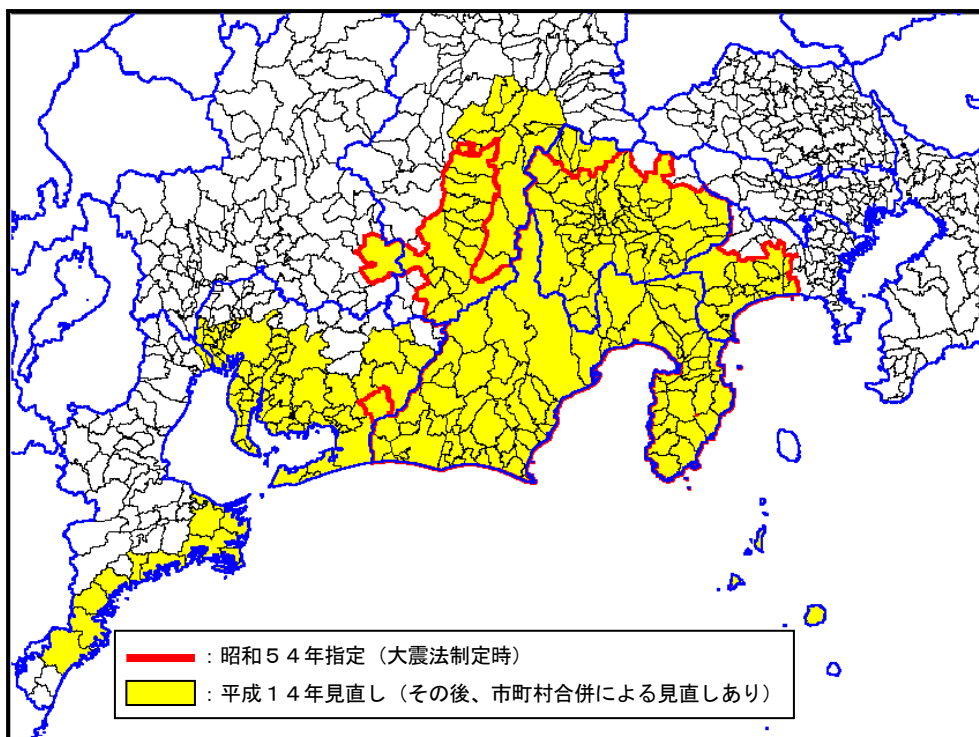 ：昭和５４年指定（大震法制定時）
：平成１４年見直し（その後、市町村合併による見直しあり）